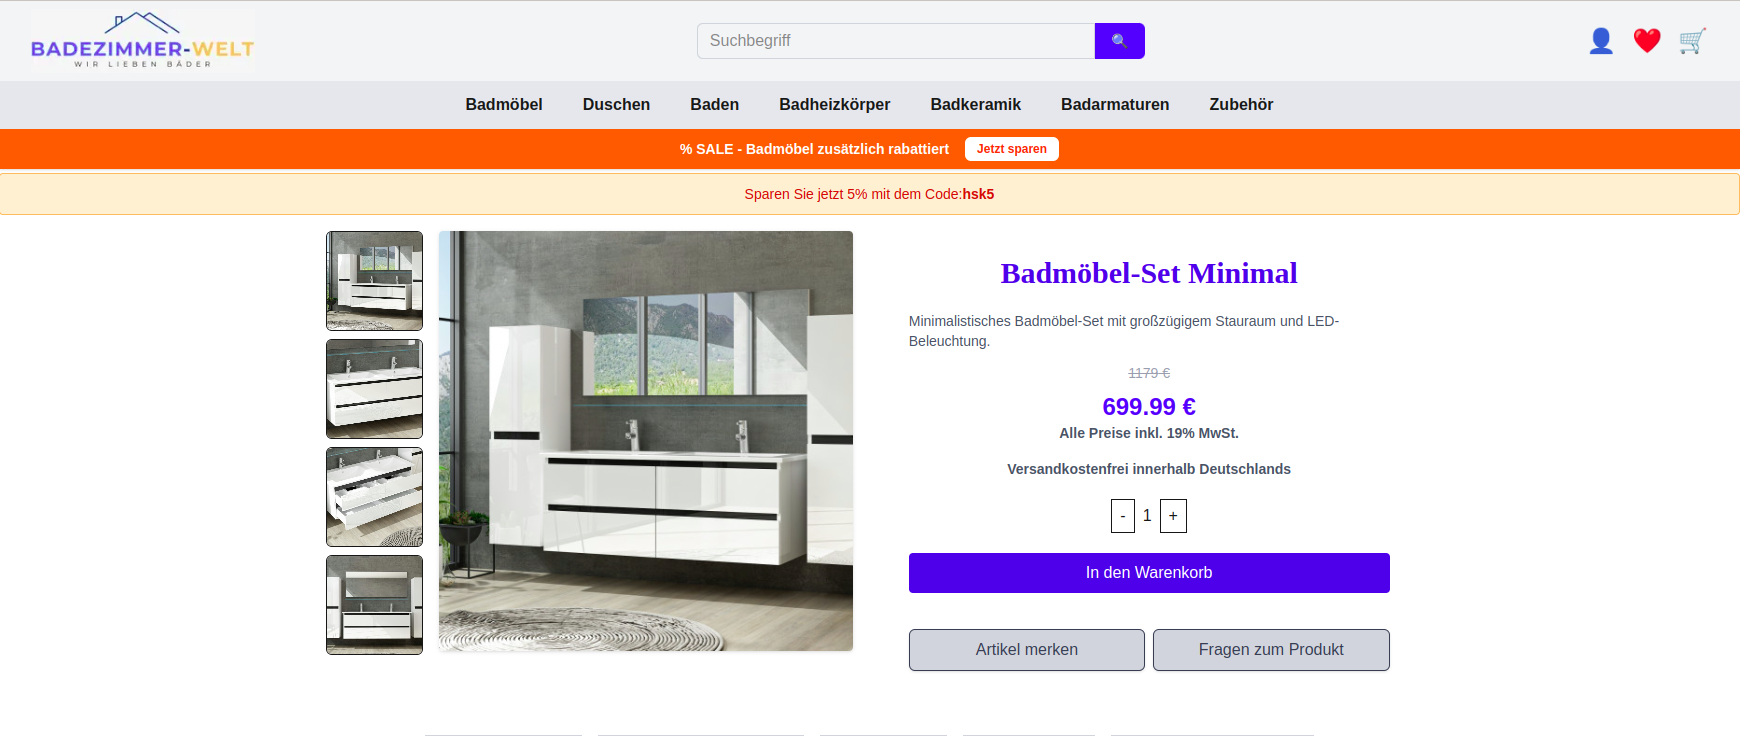 BADEZIMMER-WELT
WIR LIEBEN BÄDER
Suchbegriff
Badmöbel
Duschen
Baden
Badheizkörper
Badkeramik
Badarmaturen
Zubehör
% SALE - Badmöbel zusätzlich rabattiert
Jetzt sparen
Sparen Sie jetzt 5% mit dem Code:hsk5
Badmöbel-Set Minimal
Minimalistisches Badmöbel-Set mit großzügigem Stauraum und LED-
Beleuchtung.
1179 €
699.99 €
Alle Preise inkl. 19% MwSt.
Versandkostenfrei innerhalb Deutschlands
- 1 +
In den Warenkorb
Artikel merken
Fragen zum Produkt